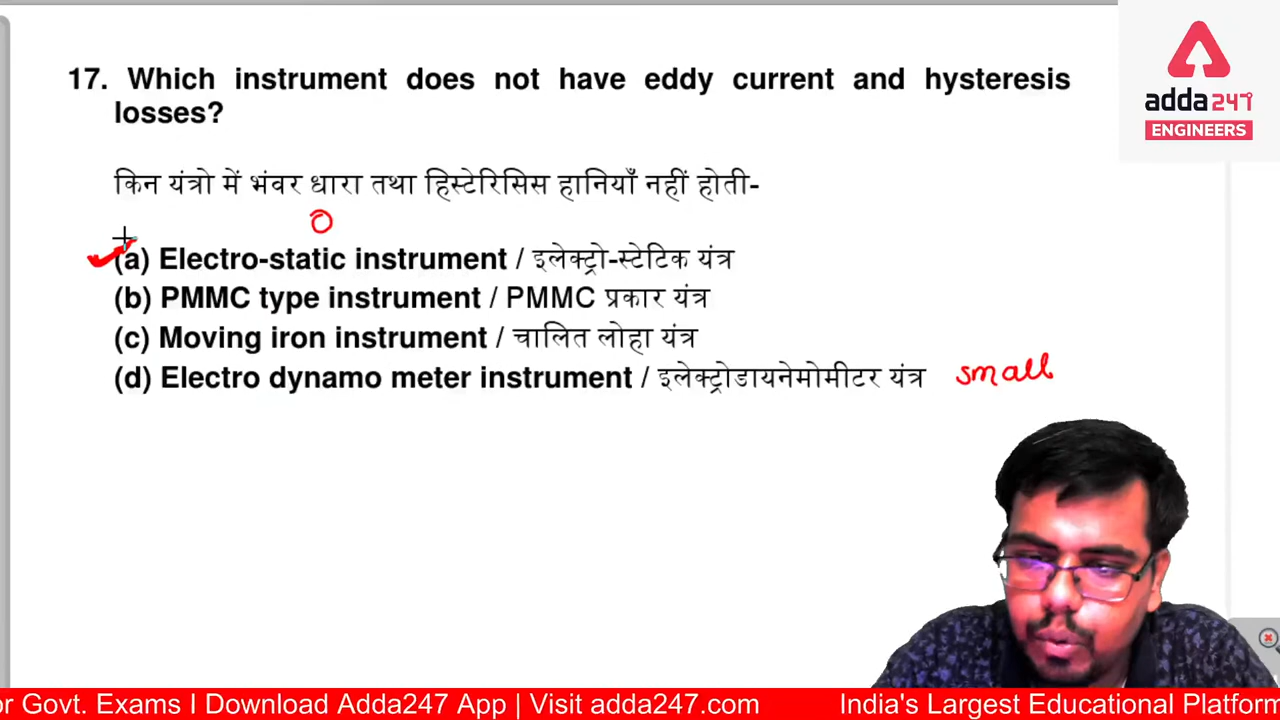 17. Which instrument does not have eddy current and hysteresis
losses?
किन यंत्रो में भंवर धारा तथा हिस्टेरिसिस हानियाँ नहीं होती-
0
(a) Electro-static instrument / इलेक्ट्रो-स्टेटिक यंत्र
(b) PMMC type instrument / PMMC प्रकार यंत्र
(c) Moving iron instrument / चालित लोहा यंत्र
(d) Electro dynamo meter instrument / इलेक्ट्रोडायनेमोमीटर यंत्र small
adda247
ENGINEERS
or Govt. Exams I Download Adda247 App | Visit adda247.com India's Largest Educational Platform